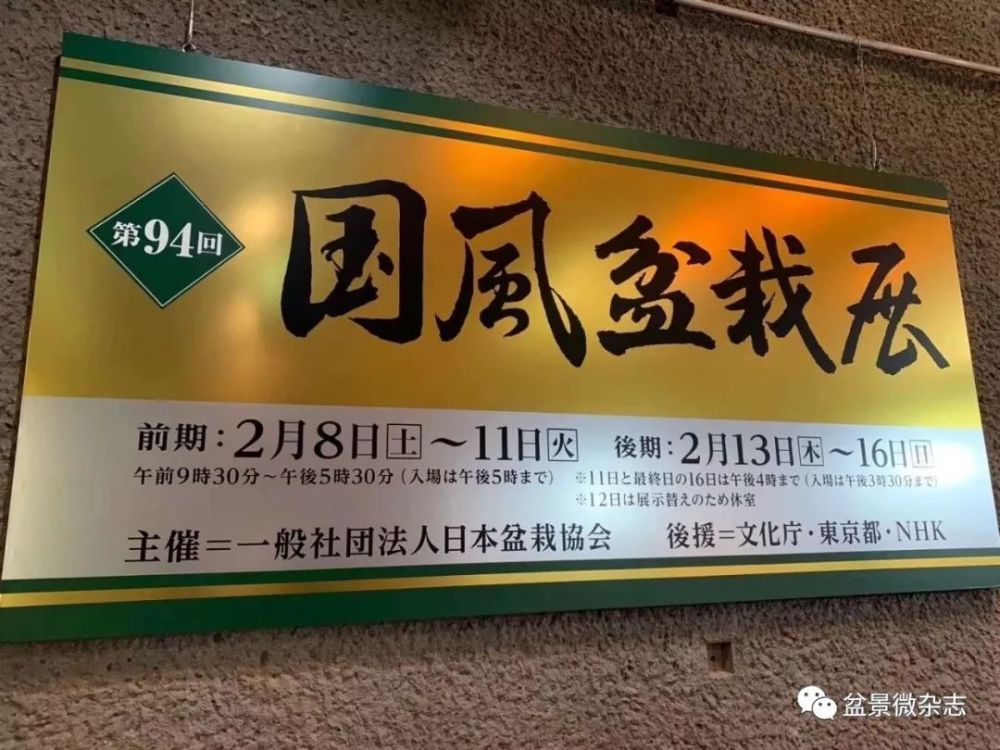 第94回
国風盆栽展
前期：2月8日土～11日火 後期：2月13日木～16日日
午前9時30分～午後5時30分（入場は午後5時まで） ※11日と最終日の16日は午後4時まで（入場は午後3時30分まで）
※12日は展示替えのため休室
主催＝一般社団法人日本盆栽協会 後援＝文化庁・東京都・NHK
盆景微杂志